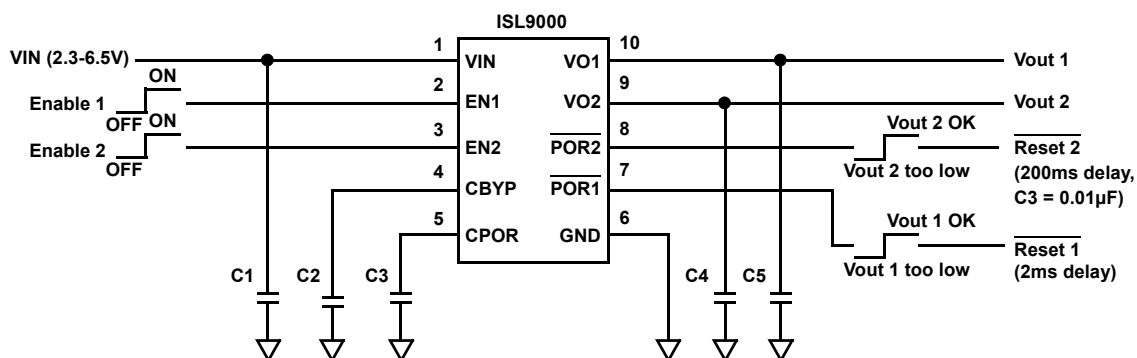 ISL9000
VIN (2.3-6.5V)
1
VIN
VO1
10
Vout 1
ON
Enable 1
OFF
2
EN1
VO2
9
Vout 2
ON
Enable 2
OFF
3
EN2
POR2
8
Vout 2 OK
Vout 2 too low
Reset 2
(200ms delay,
C3 = 0.01µF)
4
CBYP
POR1
7
Vout 1 OK
Vout 1 too low
Reset 1
(2ms delay)
5
CPOR
GND
6
C1
C2
C3
C4
C5